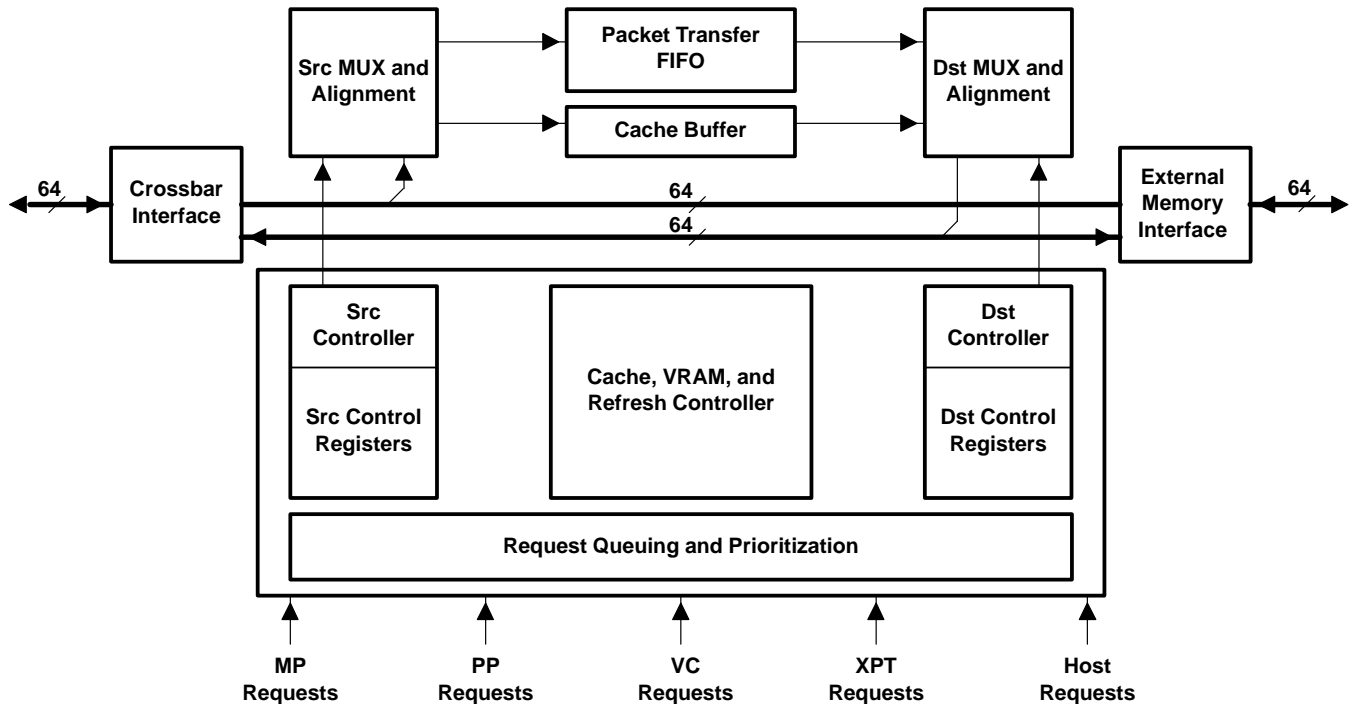 Packet Transfer
FIFO
Src MUX and
Alignment
Dst MUX and
Alignment
Cache Buffer
64
Crossbar
Interface
64
64
External
Memory
Interface
64
Src
Controller
Src Control
Registers
Cache, VRAM, and
Refresh Controller
Dst
Controller
Dst Control
Registers
Request Queuing and Prioritization
MP
Requests
PP
Requests
VC
Requests
XPT
Requests
Host
Requests